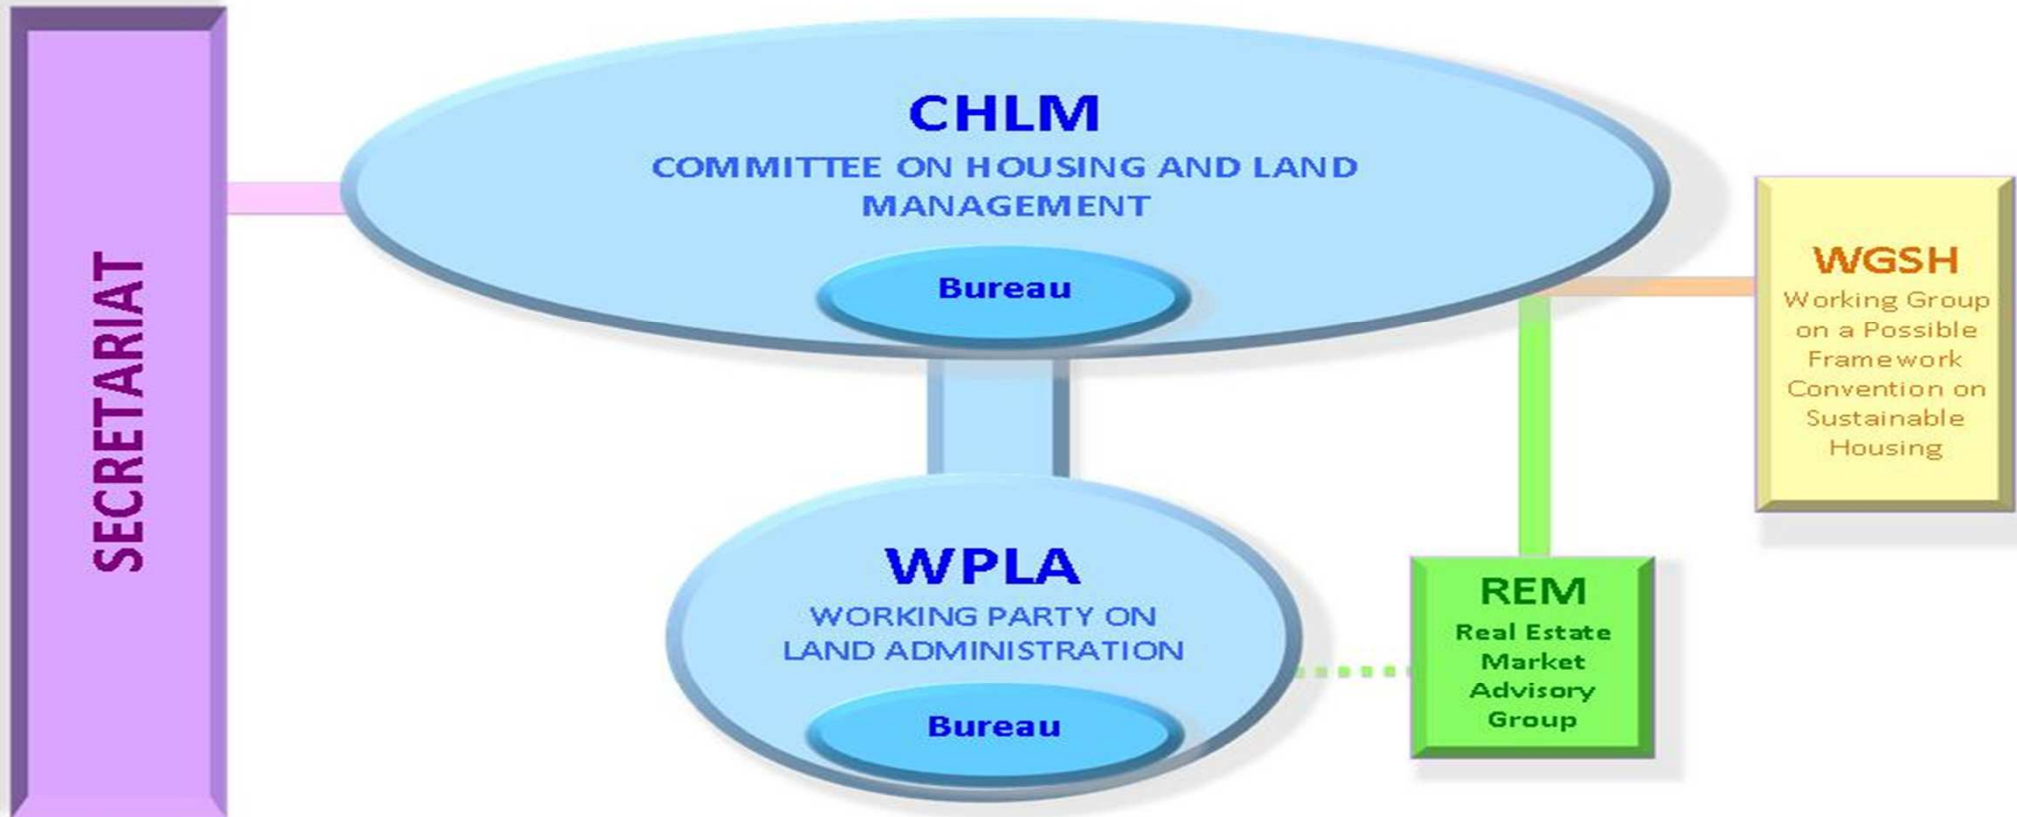 SECRETARIAT
CHLM
COMMITTEE ON HOUSING AND LAND
MANAGEMENT
Bureau
WGSH
Working Group
on a Possible
Framework
Convention on
Sustainable
Housing
WPLA
WORKING PARTY ON
LAND ADMINISTRATION
Bureau
REM
Real Estate
Market
Advisory
Group